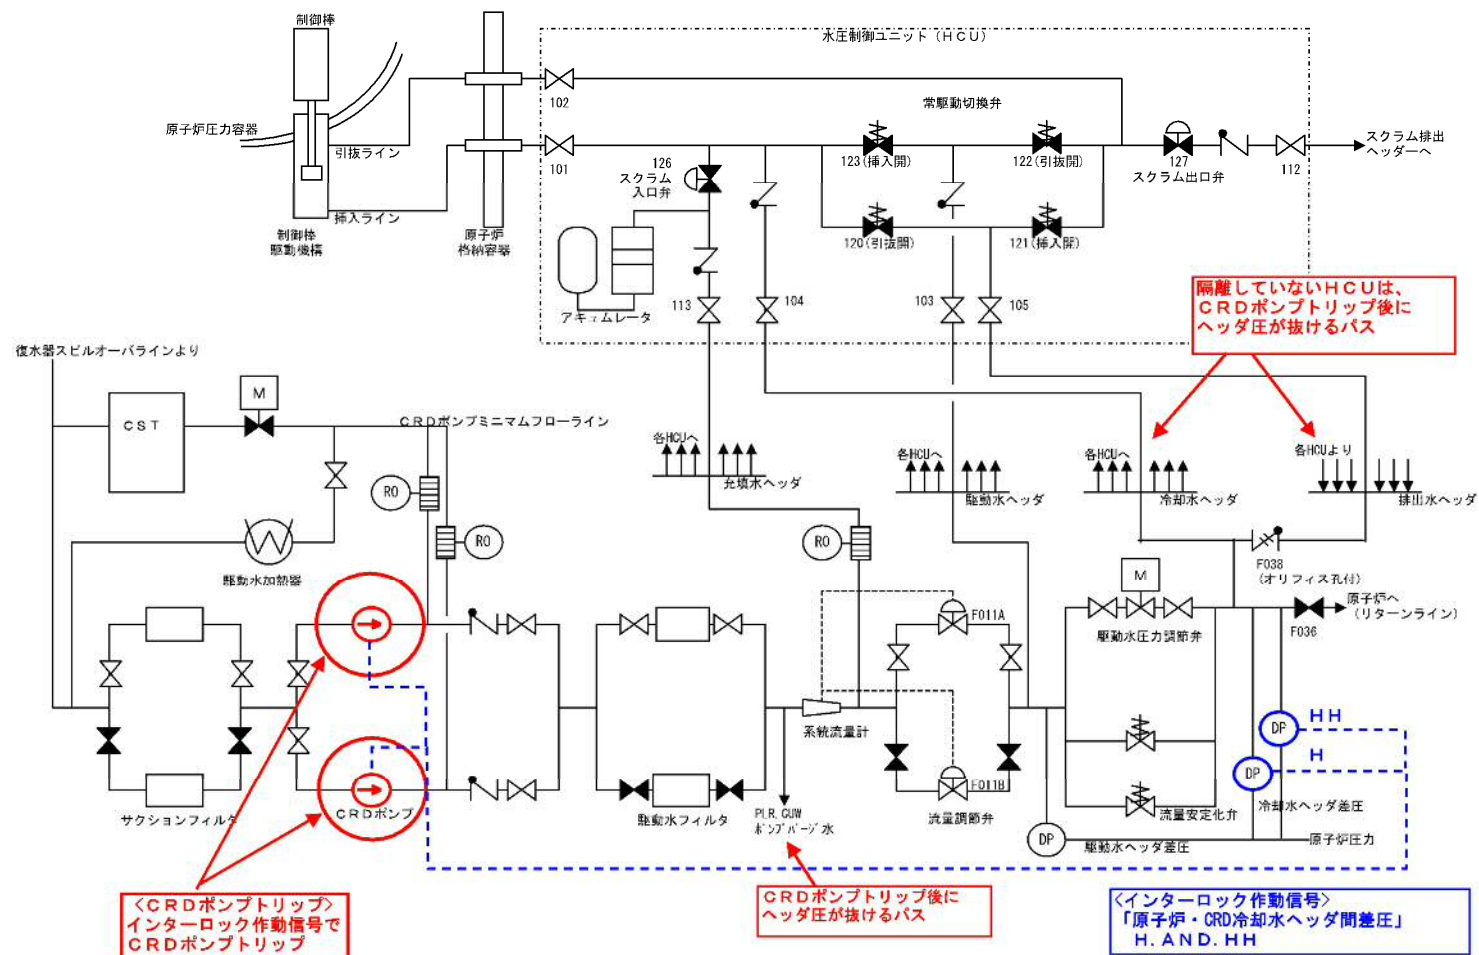 制御棒
水圧制御ユニット（ＨＣＵ）
102
常駆動切換弁
原子炉圧力容器
引抜ライン
101
126
スクラム
入口弁
123(挿入開)
122(引抜開)
127
スクラム出口弁
112
スクラム排出
ヘッダーへ
挿入ライン
制御棒
駆動機構
原子炉
格納容器
120(引抜開)
121(挿入開)
アキュムレータ
113
104
103
105
隔離していないＨＣＵは、
ＣＲＤポンプトリップ後に
ヘッダ圧が抜けるパス
復水器スピルオーバラインより
M
CST
ＣＲＤポンプミニマムフローライン
各HCUへ
各HCUへ
各HCUへ
各HCUより
充填水ヘッダ
駆動水ヘッダ
冷却水ヘッダ
排出水ヘッダ
RO
RO
RO
駆動水加熱器
F038
(オリフィス孔付)
M
原子炉へ
(リターンライン)
F011A
駆動水圧力調節弁
F036
系統流量計
DP
ＨＨ
DP
Ｈ
サクションフィルタ
ＣＲＤポンプ
駆動水フィルタ
PLR, CUW
ポンプパージ水
F011B
流量調節弁
流量安定化弁
冷却水ヘッダ差圧
DP
駆動水ヘッダ差圧
原子炉圧力
＜ＣＲＤポンプトリップ＞
インターロック作動信号で
ＣＲＤポンプトリップ
ＣＲＤポンプトリップ後に
ヘッダ圧が抜けるパス
＜インターロック作動信号＞
「原子炉・CRD冷却水ヘッダ間差圧」
Ｈ. ＡＮＤ. ＨＨ